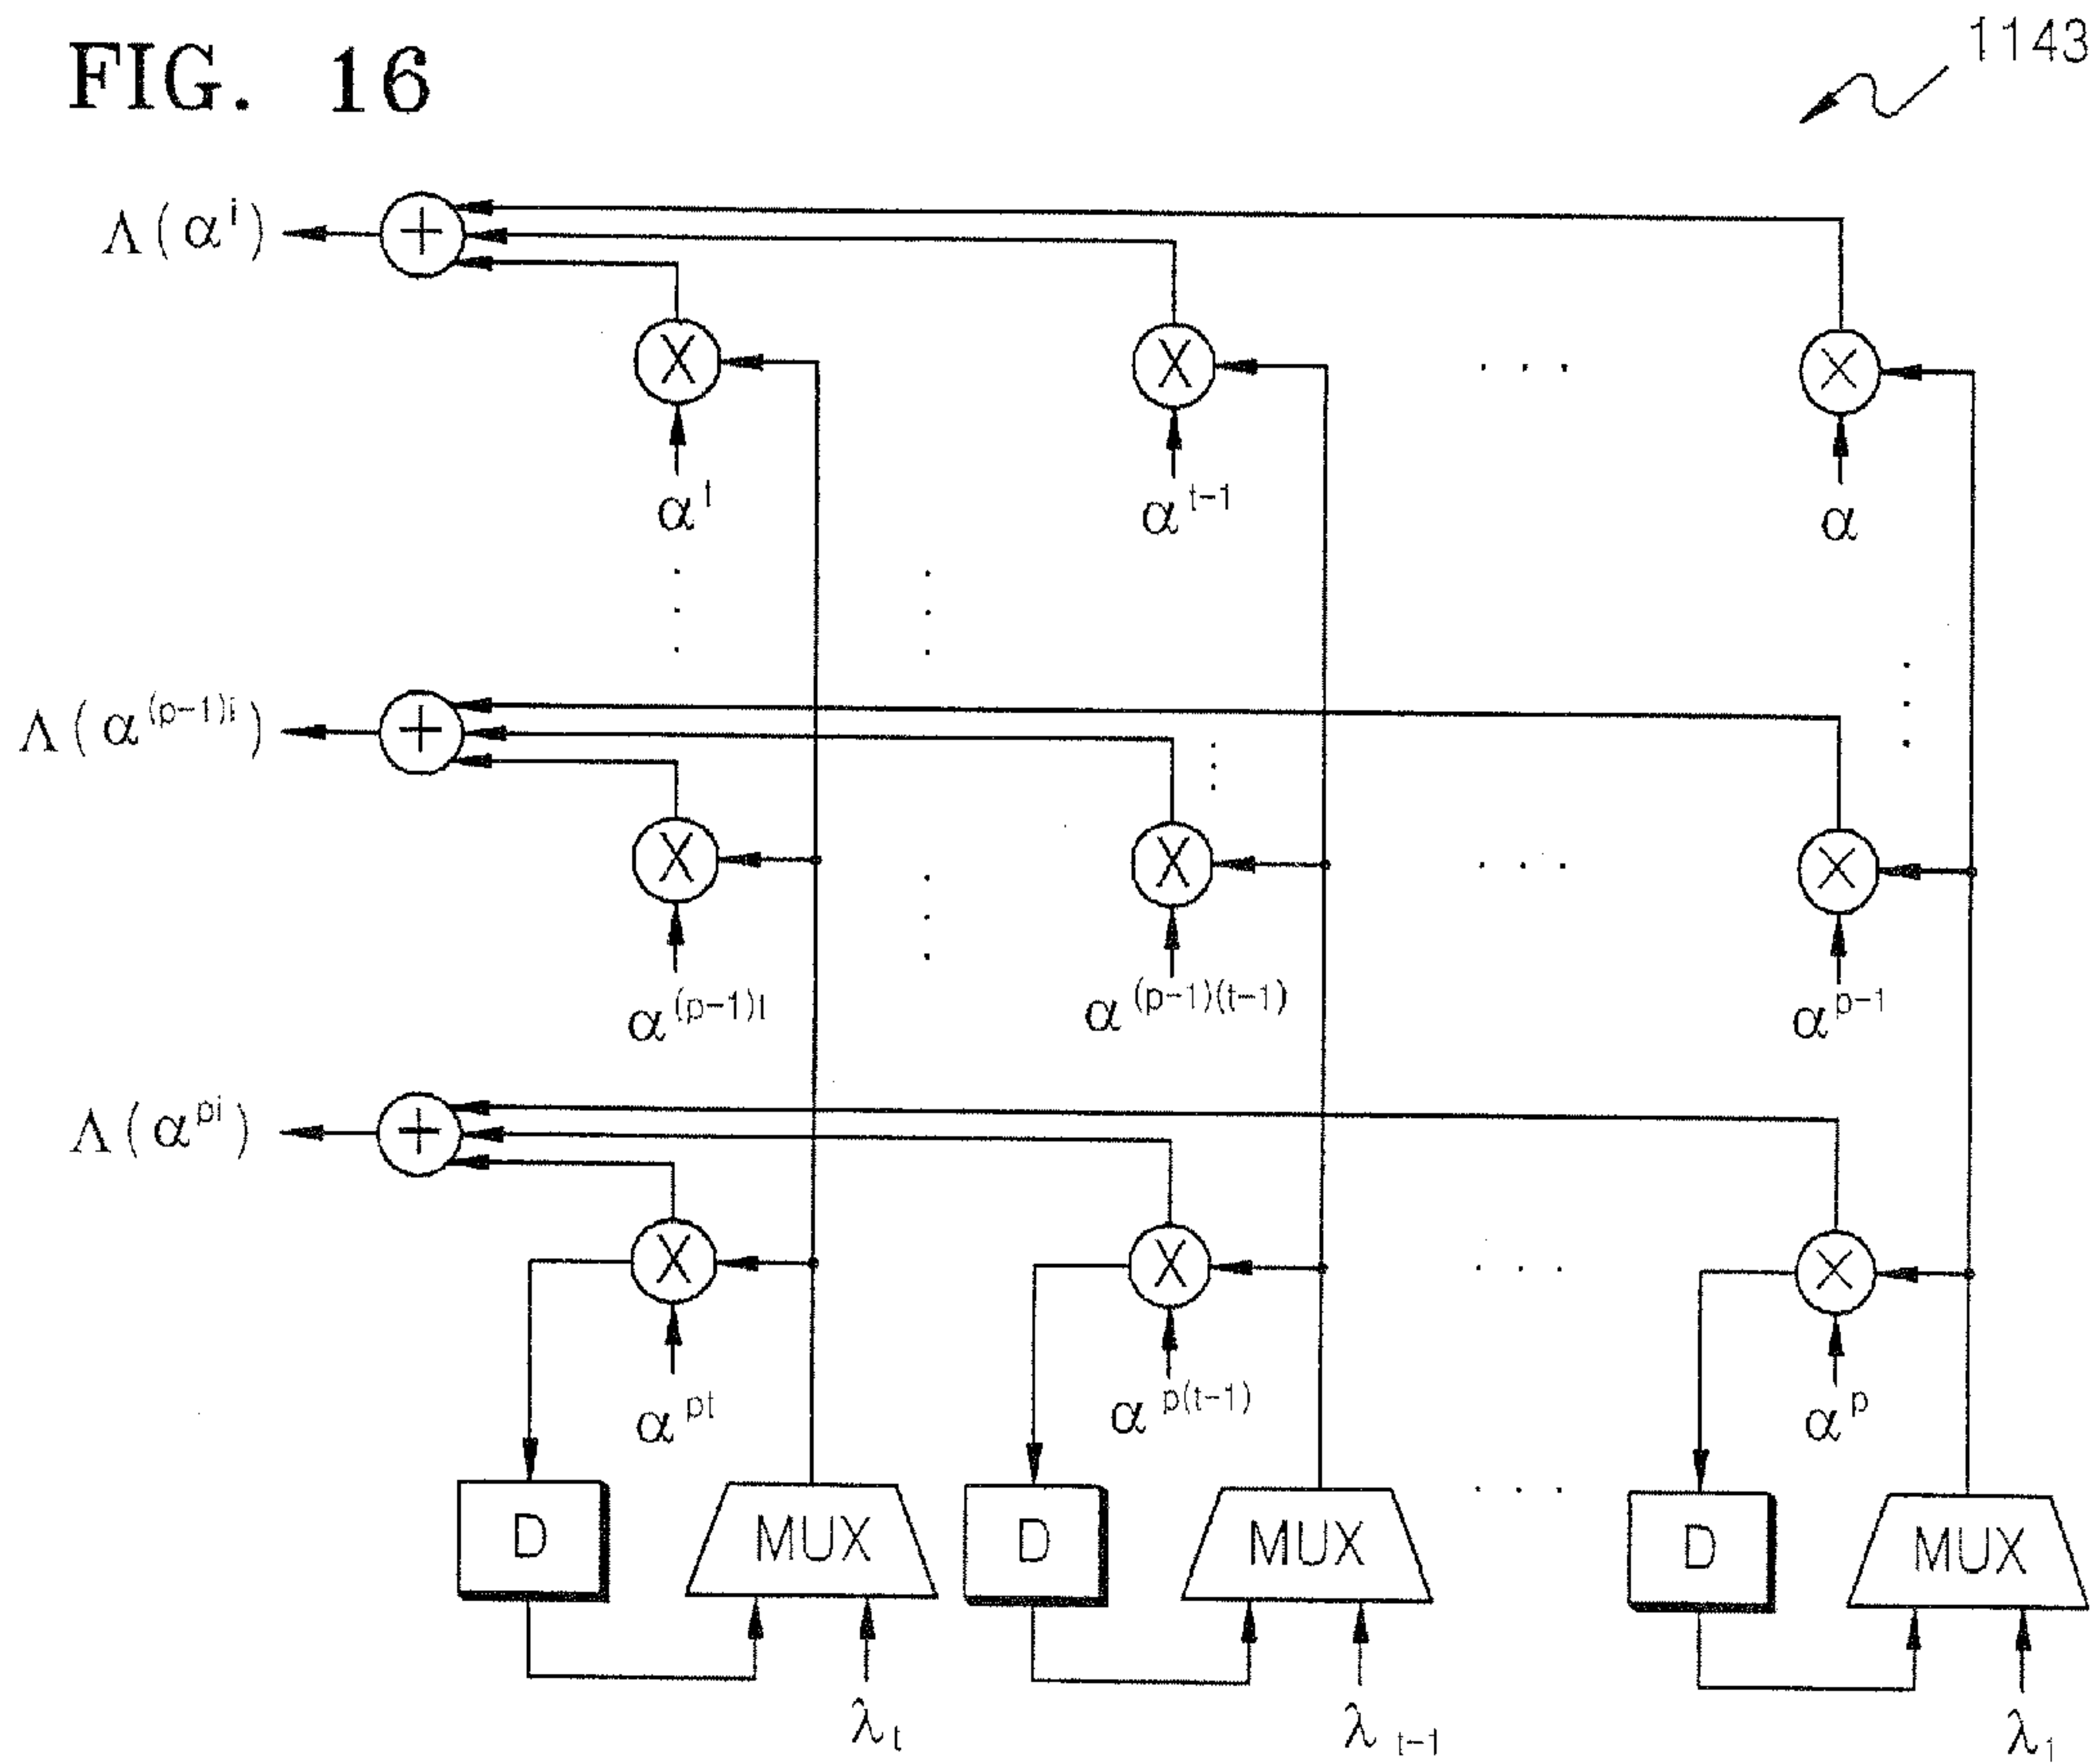 FIG. 16
1143
Λ(αⁱ)
X
X
X
α^t
α^{t-1}
α
Λ(α^{(p-1)i})
X
X
X
α^{(p-1)t}
α^{(p-1)(t-1)}
α^{p-1}
Λ(α^{pi})
X
X
X
α^{pt}
α^{p(t-1)}
α^p
D
MUX
D
MUX
D
MUX
λ_t
λ_{t-1}
λ_1